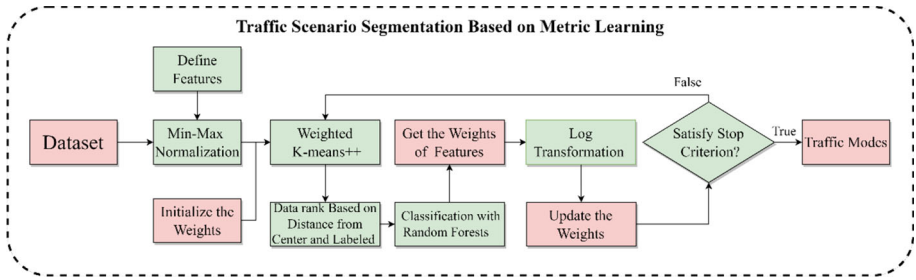 Traffic Scenario Segmentation Based on Metric Learning
Define
Features
Dataset
Min-Max
Normalization
Initialize the
Weights
Weighted
K-means++
Data rank Based on
Distance from
Center and Labeled
Classification with
Random Forests
Get the Weights
of Features
Log
Transformation
Update the
Weights
False
Satisfy Stop
Criterion?
True
Traffic Modes